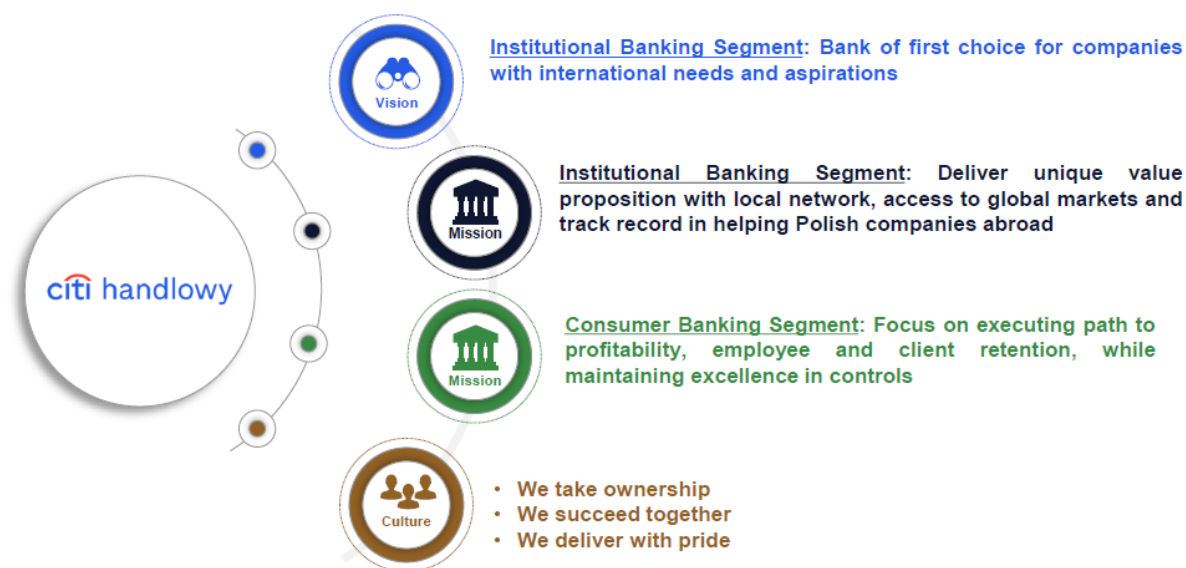 Institutional Banking Segment: Bank of first choice for companies
with international needs and aspirations
Vision
Institutional Banking Segment: Deliver unique value
proposition with local network, access to global markets and
track record in helping Polish companies abroad
Mission
citi handlowy
Consumer Banking Segment: Focus on executing path to
profitability, employee and client retention, while
maintaining excellence in controls
Mission
• We take ownership
• We succeed together
• We deliver with pride
Culture